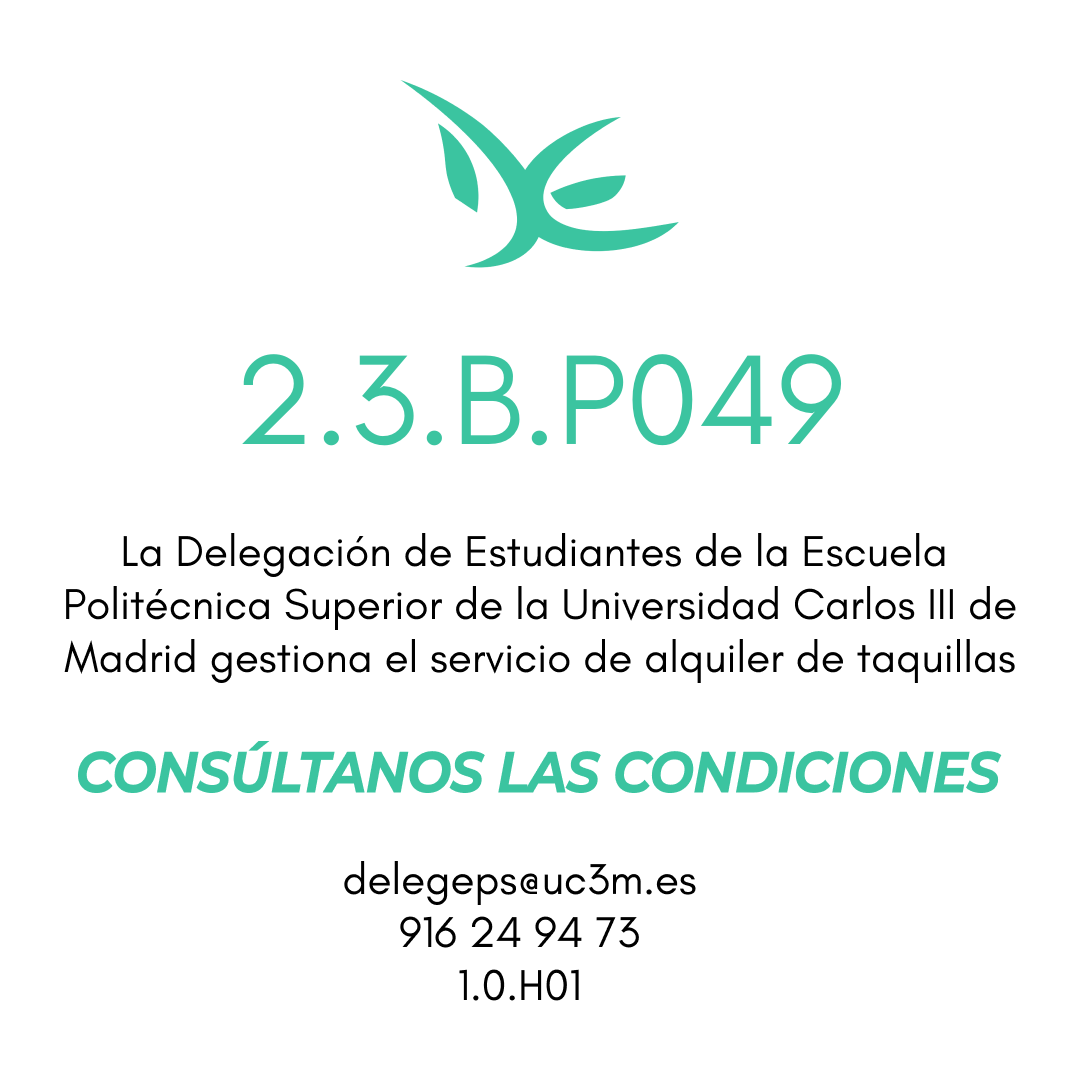 2.3.B.P049
La Delegación de Estudiantes de la Escuela
Politécnica Superior de la Universidad Carlos III de
Madrid gestiona el servicio de alquiler de taquillas
CONSÚLTANOS LAS CONDICIONES
delegeps@uc3m.es
916 24 94 73
1.0.H01